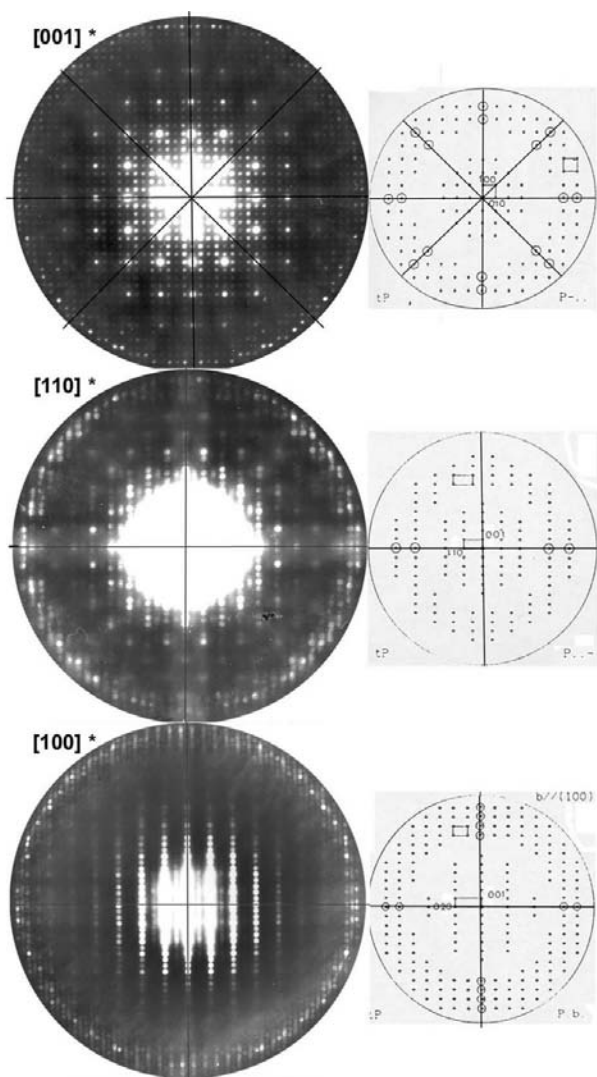 [001] *
100
010
tP
P-..
[110] *
001
110
tP
P..-
[100] *
b//(100)
001
020
tP
P.b.